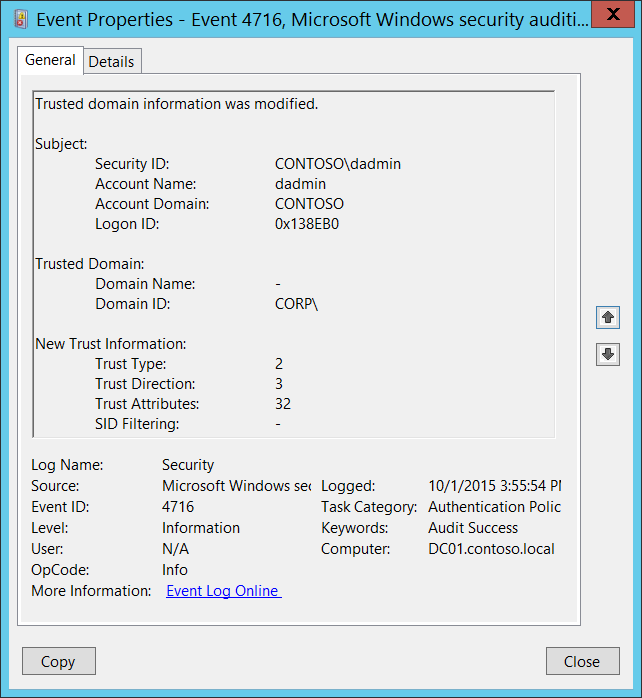 Event Properties - Event 4716, Microsoft Windows security auditi...
X
General Details
Trusted domain information was modified.
Subject:
Security ID: CONTOSO\dadmin
Account Name: dadmin
Account Domain: CONTOSO
Logon ID: 0x138EB0
Trusted Domain:
Domain Name: -
Domain ID: CORP\
New Trust Information:
Trust Type: 2
Trust Direction: 3
Trust Attributes: 32
SID Filtering: -
Log Name: Security
Source: Microsoft Windows sec Logged: 10/1/2015 3:55:54 PM
Event ID: 4716 Task Category: Authentication Polic
Level: Information Keywords: Audit Success
User: N/A Computer: DC01.contoso.local
OpCode: Info
More Information: Event Log Online
Copy Close